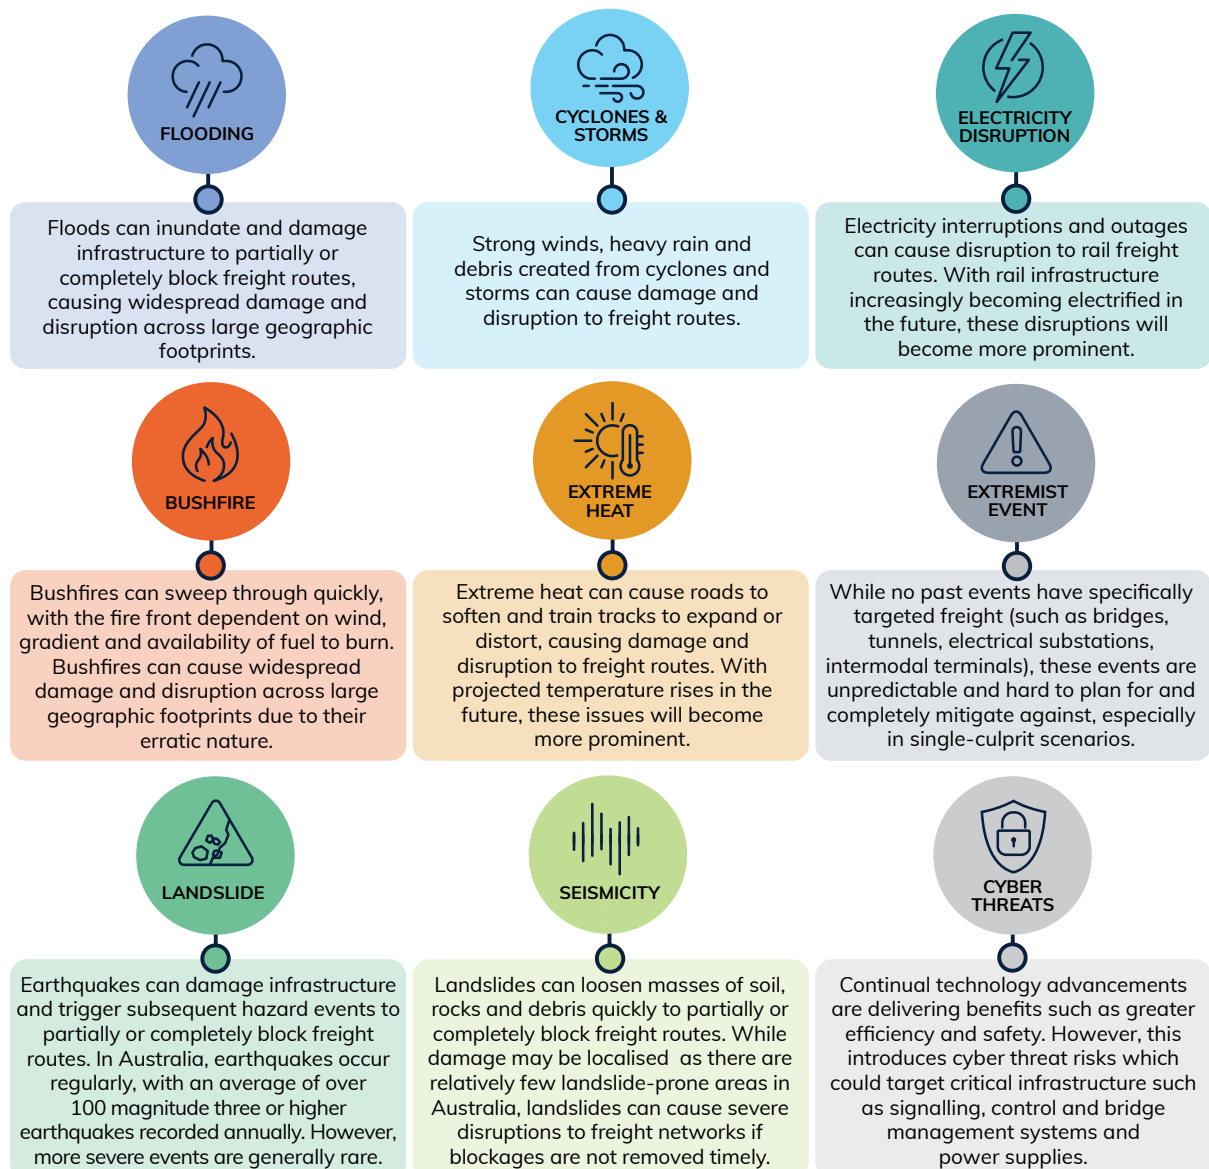 FLOODING
Floods can inundate and damage
infrastructure to partially or
completely block freight routes,
causing widespread damage and
disruption across large geographic
footprints.
CYCLONES &
STORMS
Strong winds, heavy rain and
debris created from cyclones and
storms can cause damage and
disruption to freight routes.
ELECTRICITY
DISRUPTION
Electricity interruptions and outages
can cause disruption to rail freight
routes. With rail infrastructure
increasingly becoming electrified in
the future, these disruptions will
become more prominent.
BUSHFIRE
Bushfires can sweep through quickly,
with the fire front dependent on wind,
gradient and availability of fuel to burn.
Bushfires can cause widespread
damage and disruption across large
geographic footprints due to their
erratic nature.
EXTREME
HEAT
Extreme heat can cause roads to
soften and train tracks to expand or
distort, causing damage and
disruption to freight routes. With
projected temperature rises in the
future, these issues will become
more prominent.
EXTREMIST
EVENT
While no past events have specifically
targeted freight (such as bridges,
tunnels, electrical substations,
intermodal terminals), these events are
unpredictable and hard to plan for and
completely mitigate against, especially
in single-culprit scenarios.
LANDSLIDE
Earthquakes can damage infrastructure
and trigger subsequent hazard events to
partially or completely block freight
routes. In Australia, earthquakes occur
regularly, with an average of over
100 magnitude three or higher
earthquakes recorded annually. However,
more severe events are generally rare.
SEISMICITY
Landslides can loosen masses of soil,
rocks and debris quickly to partially or
completely block freight routes. While
damage may be localised as there are
relatively few landslide-prone areas in
Australia, landslides can cause severe
disruptions to freight networks if
blockages are not removed timely.
CYBER
THREATS
Continual technology advancements
are delivering benefits such as greater
efficiency and safety. However, this
introduces cyber threat risks which
could target critical infrastructure such
as signalling, control and bridge
management systems and
power supplies.